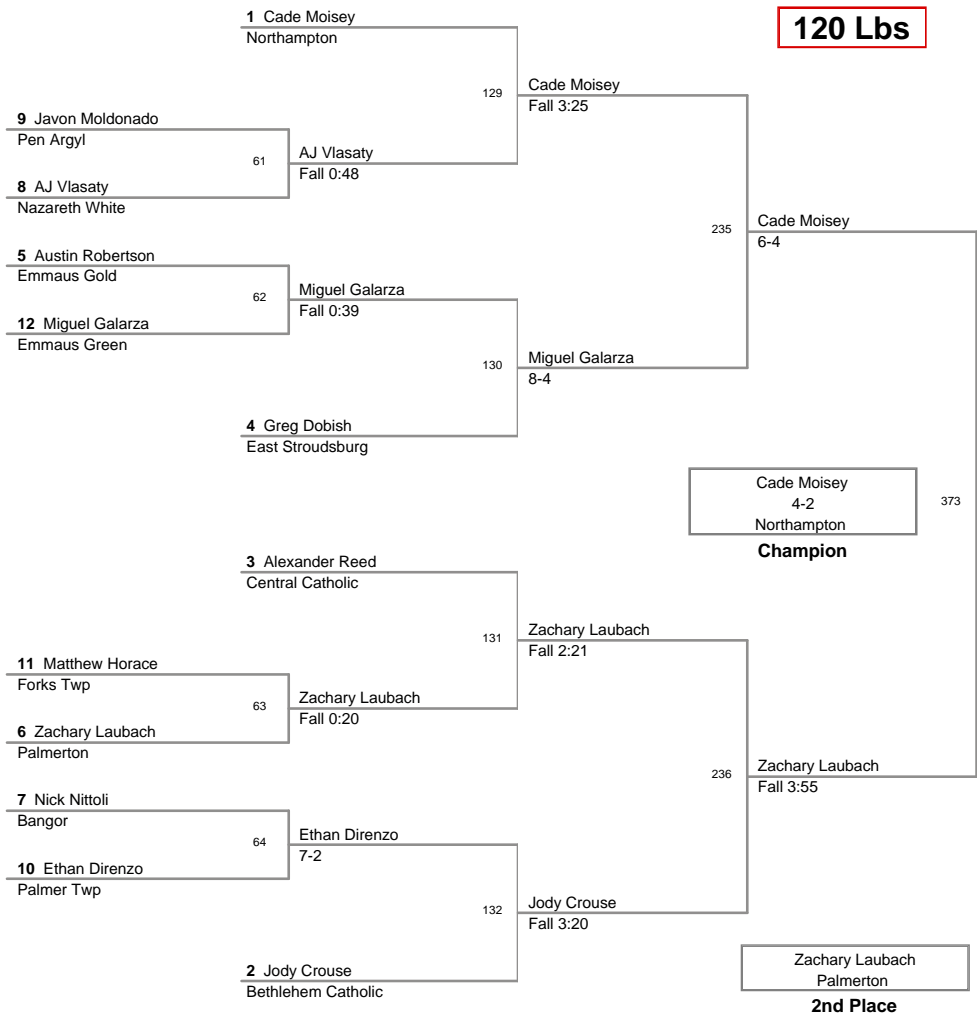 120 Lbs
1 Cade Moisey
Northampton
129
Cade Moisey
Fall 3:25
9 Javon Moldonado
Pen Argyl
61
AJ Vlasaty
Fall 0:48
8 AJ Vlasaty
Nazareth White
235
Cade Moisey
6-4
5 Austin Robertson
Emmaus Gold
62
Miguel Galarza
Fall 0:39
12 Miguel Galarza
Emmaus Green
130
Miguel Galarza
8-4
4 Greg Dobish
East Stroudsburg
Cade Moisey
4-2
Northampton
373
Champion
3 Alexander Reed
Central Catholic
131
Zachary Laubach
Fall 2:21
11 Matthew Horace
Forks Twp
63
Zachary Laubach
Fall 0:20
6 Zachary Laubach
Palmerton
236
Zachary Laubach
Fall 3:55
7 Nick Nittoli
Bangor
64
Ethan Direnzo
7-2
10 Ethan Direnzo
Palmer Twp
132
Jody Crouse
Fall 3:20
2 Jody Crouse
Bethlehem Catholic
Zachary Laubach
Palmerton
2nd Place